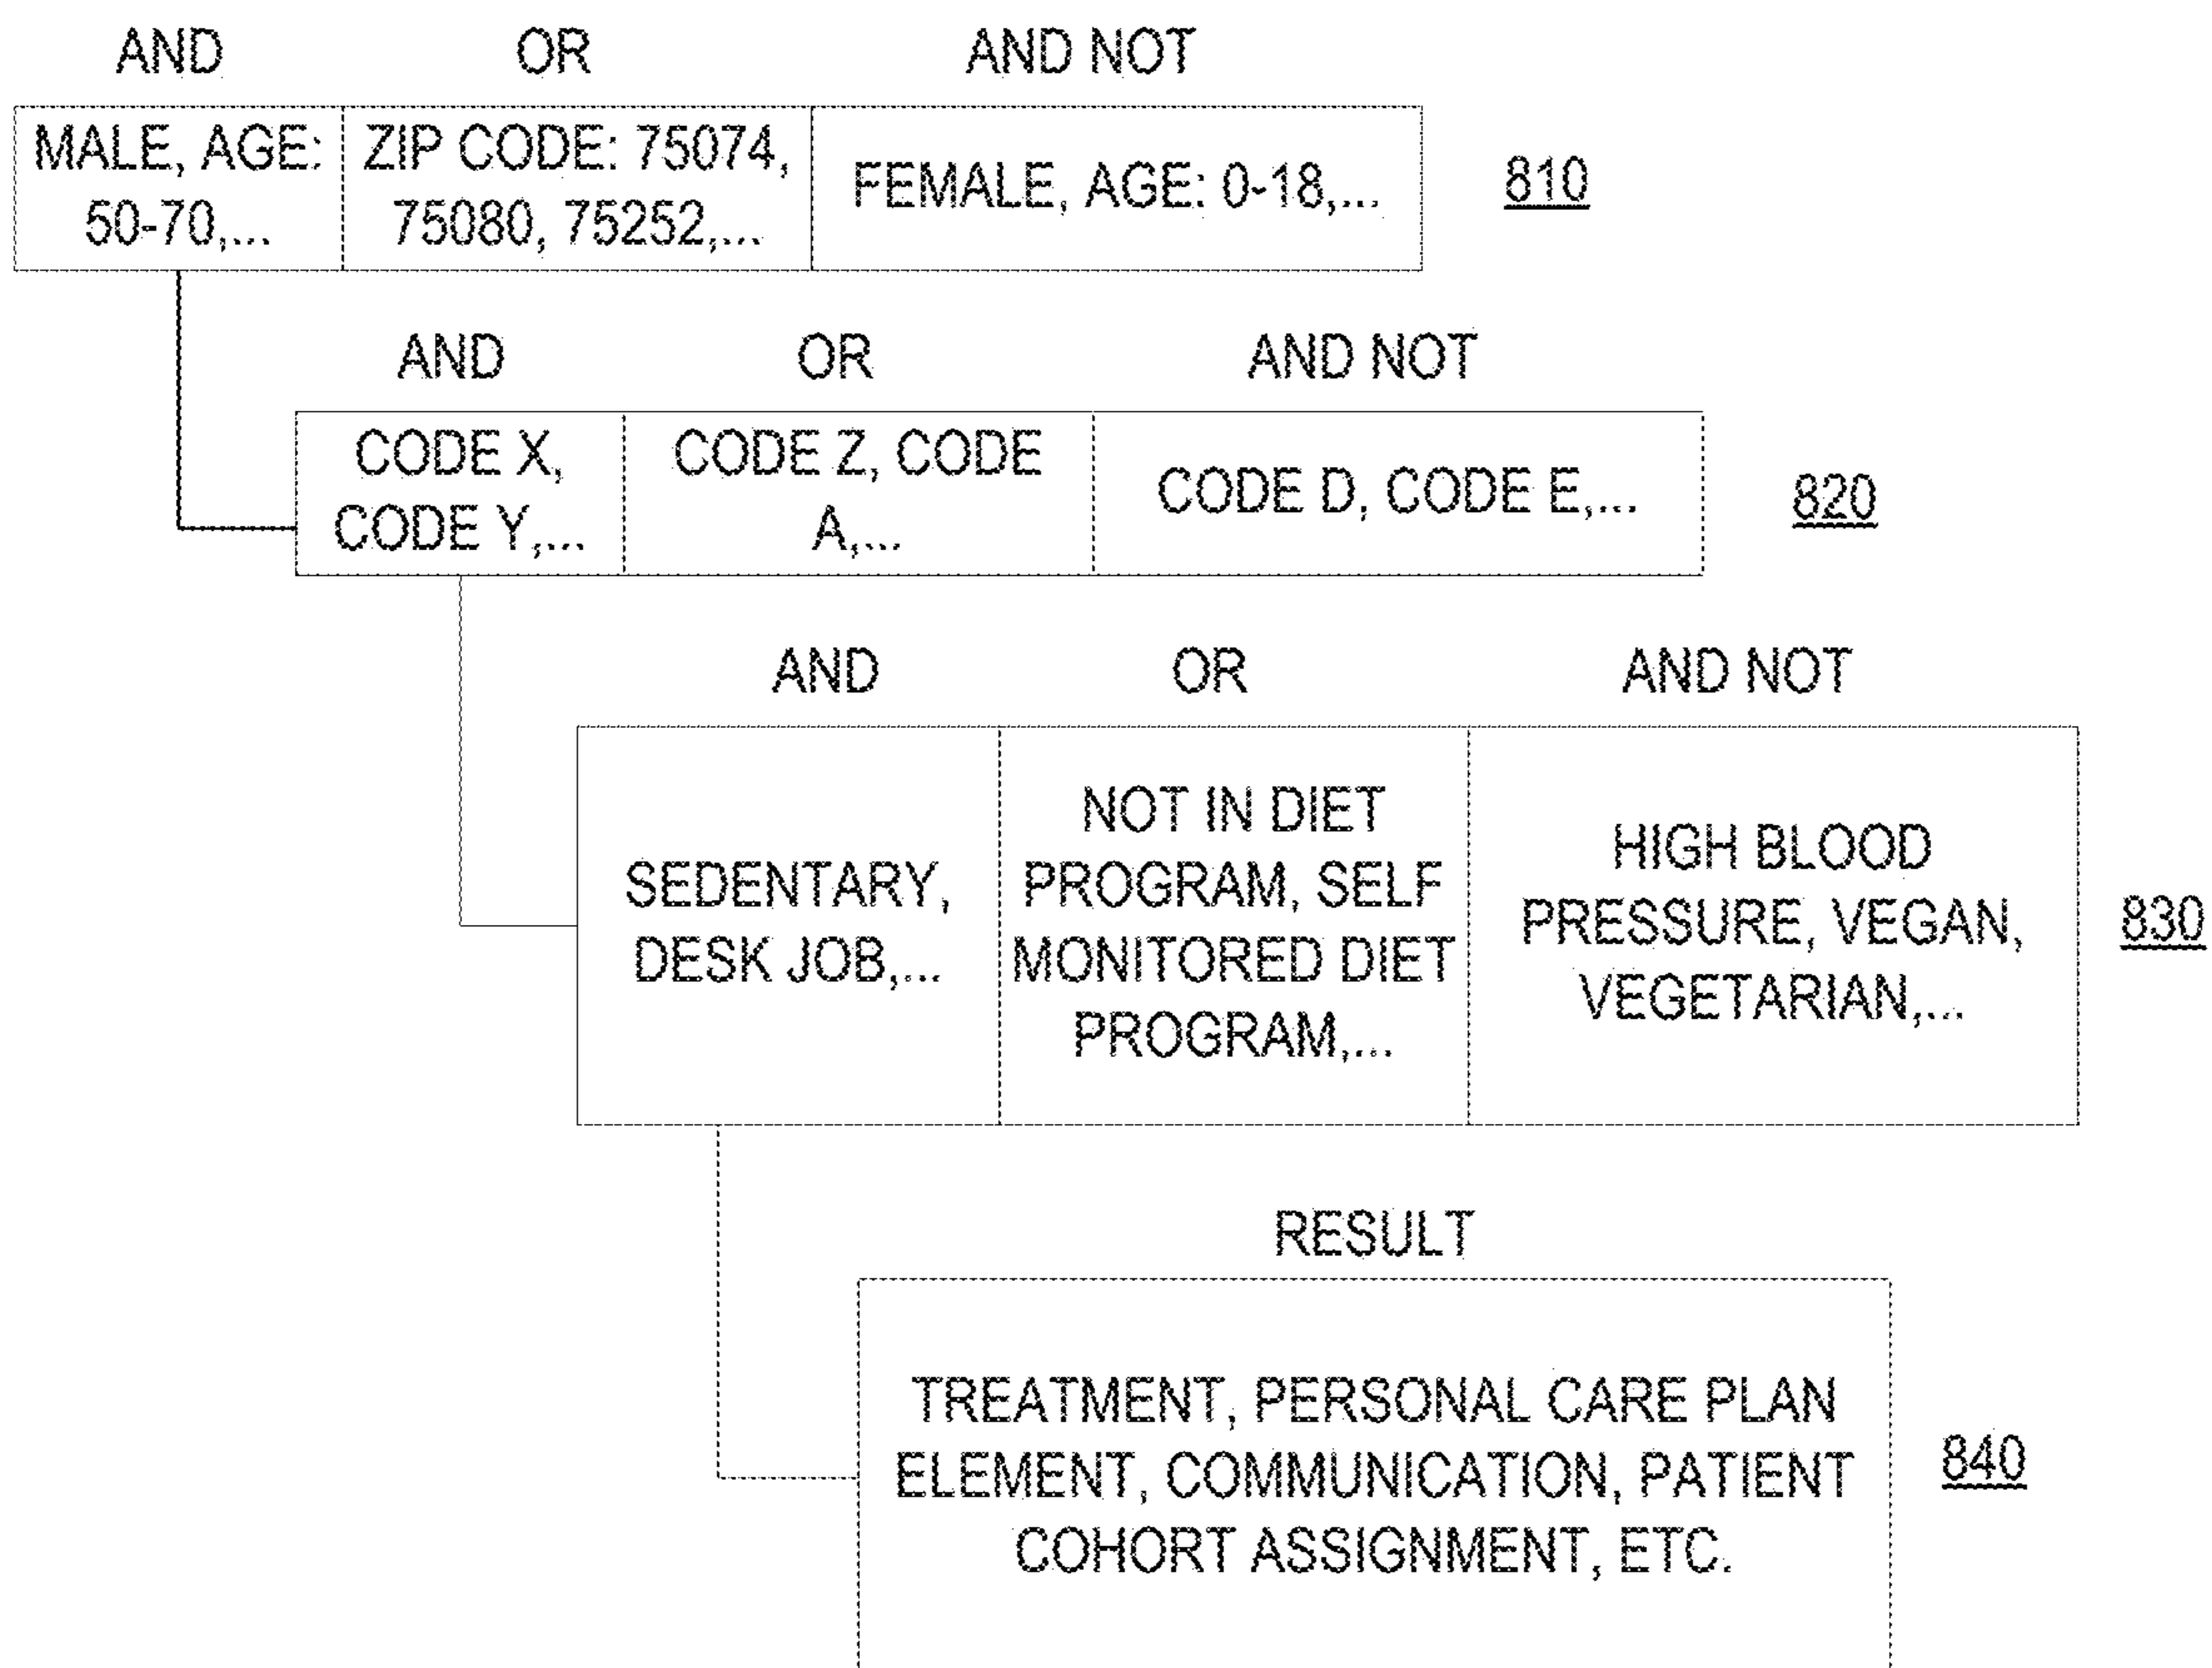 AND OR AND NOT
MALE, AGE:
50-70,...
ZIP CODE: 75074,
75080, 75252,...
FEMALE, AGE: 0-18,...
810
AND OR AND NOT
CODE X,
CODE Y,...
CODE Z, CODE
A,...
CODE D, CODE E,...
820
AND OR AND NOT
SEDENTARY,
DESK JOB,...
NOT IN DIET
PROGRAM, SELF
MONITORED DIET
PROGRAM,...
HIGH BLOOD
PRESSURE, VEGAN,
VEGETARIAN,...
830
RESULT
TREATMENT, PERSONAL CARE PLAN
ELEMENT, COMMUNICATION, PATIENT
COHORT ASSIGNMENT, ETC.
840